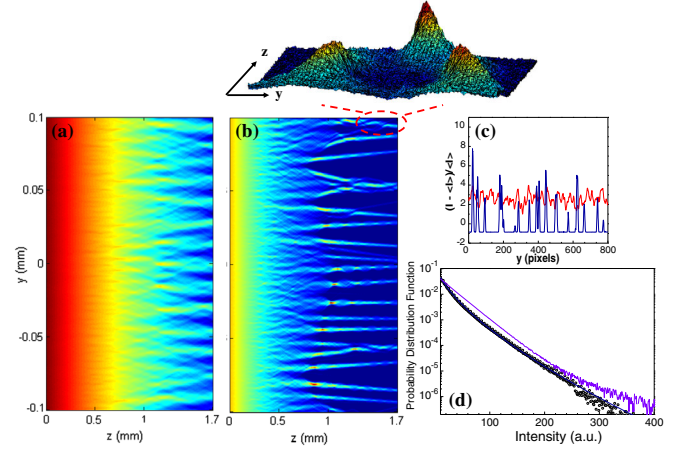 z
y
(a)
(b)
(c)
0.1
0.05
0
-0.05
-0.1
y (mm)
0
0.5
1
1.7
z (mm)
0
0.5
1
1.7
z (mm)
10
8
6
4
2
0
-2
(I - <I>)/<I>
0
200
400
600
800
y (pixels)
10-1
10-2
10-3
10-4
10-5
10-6
Probability Distribution Function
(d)
100
200
300
400
Intensity (a.u.)